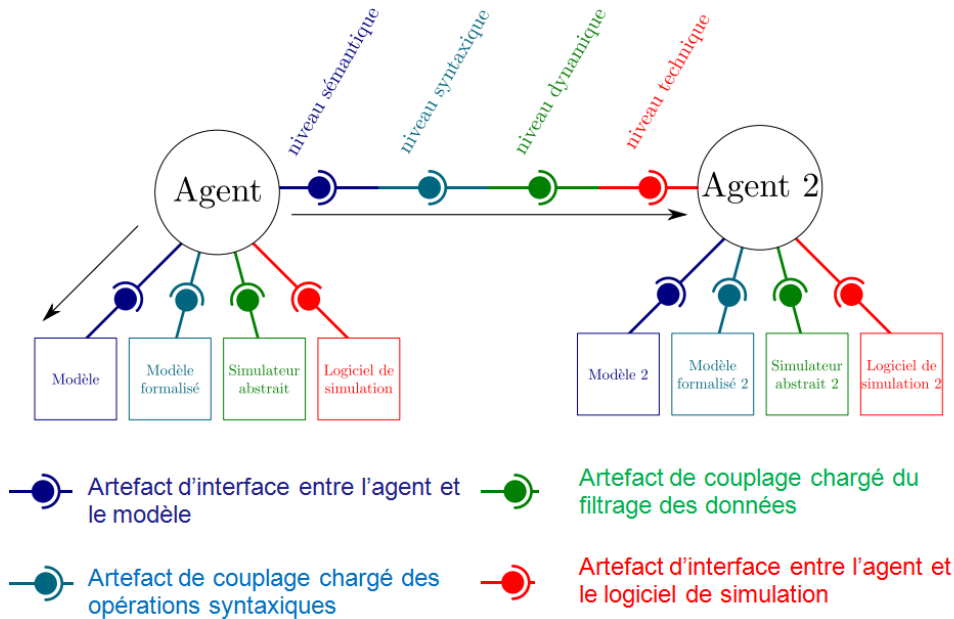 niveau sémantique
niveau syntaxique
niveau dynamique
niveau technique
Agent
Agent 2
Modèle
Modèle
formalisé
Simulateur
abstrait
Logiciel de
simulation
Modèle 2
Modèle
formalisé 2
Simulateur
abstrait 2
Logiciel de
simulation 2
Artefact d'interface entre l'agent et
le modèle
Artefact de couplage chargé du
filtrage des données
Artefact de couplage chargé des
opérations syntaxiques
Artefact d'interface entre l'agent et
le logiciel de simulation